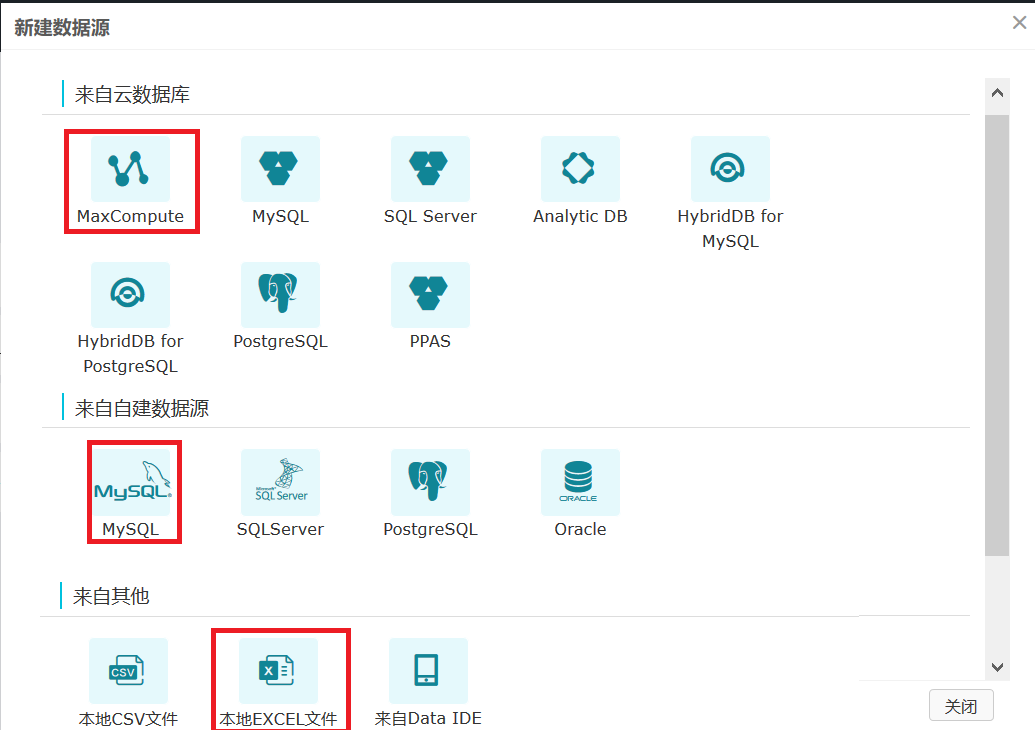 新建数据源
来自云数据库
MaxCompute
MySQL
SQL Server
Analytic DB
HybridDB for
MySQL
HybridDB for
PostgreSQL
PostgreSQL
PPAS
来自自建数据源
MySQL®
MySQL
Microsoft®
SQL Server
SQLServer
PostgreSQL
ORACLE
Oracle
来自其他
CSV
本地CSV文件
X
本地EXCEL文件
来自Data IDE
关闭